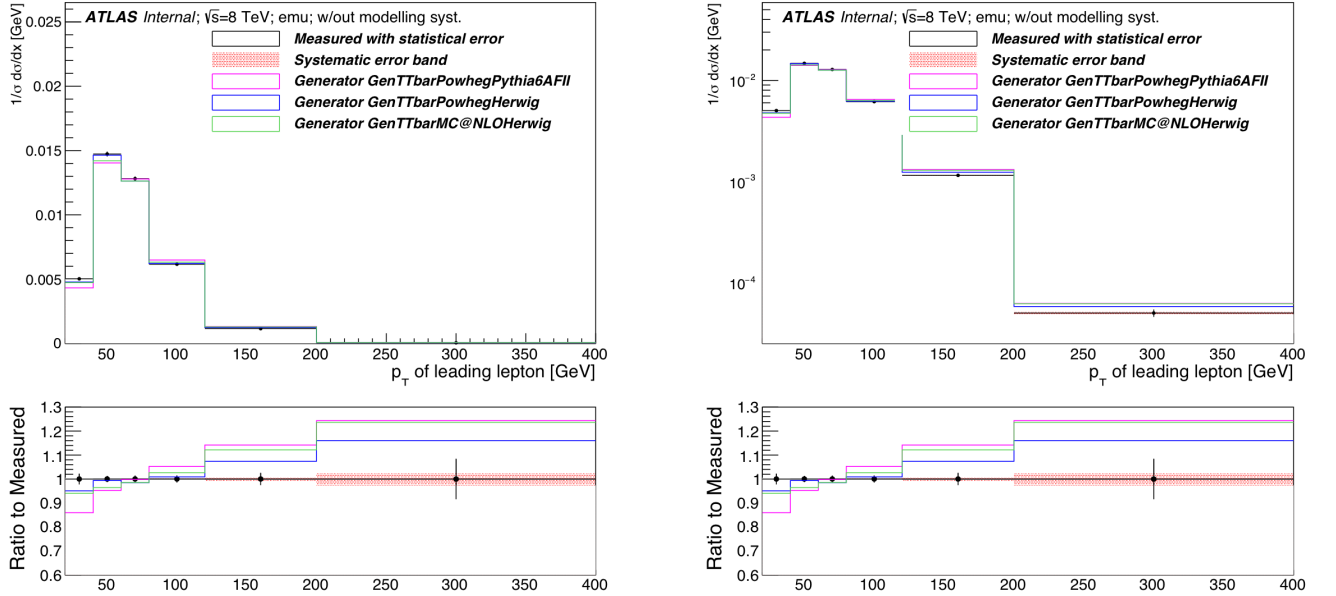 ATLAS Internal; √s=8 TeV; emu; w/out modelling syst.
Measured with statistical error
Systematic error band
Generator GenTTbarPowhegPythia6AFII
Generator GenTTbarPowhegHerwig
Generator GenTTbarMC@NLOHerwig
1/σ dσ/dx [GeV]
0.025
0.02
0.015
0.01
0.005
0
50 100 150 200 250 300 350 400
p_T of leading lepton [GeV]
Ratio to Measured
1.3
1.2
1.1
1
0.9
0.8
0.7
0.6
50 100 150 200 250 300 350 400
ATLAS Internal; √s=8 TeV; emu; w/out modelling syst.
Measured with statistical error
Systematic error band
Generator GenTTbarPowhegPythia6AFII
Generator GenTTbarPowhegHerwig
Generator GenTTbarMC@NLOHerwig
1/σ dσ/dx [GeV]
10⁻²
10⁻³
10⁻⁴
50 100 150 200 250 300 350 400
p_T of leading lepton [GeV]
Ratio to Measured
1.3
1.2
1.1
1
0.9
0.8
0.7
0.6
50 100 150 200 250 300 350 400